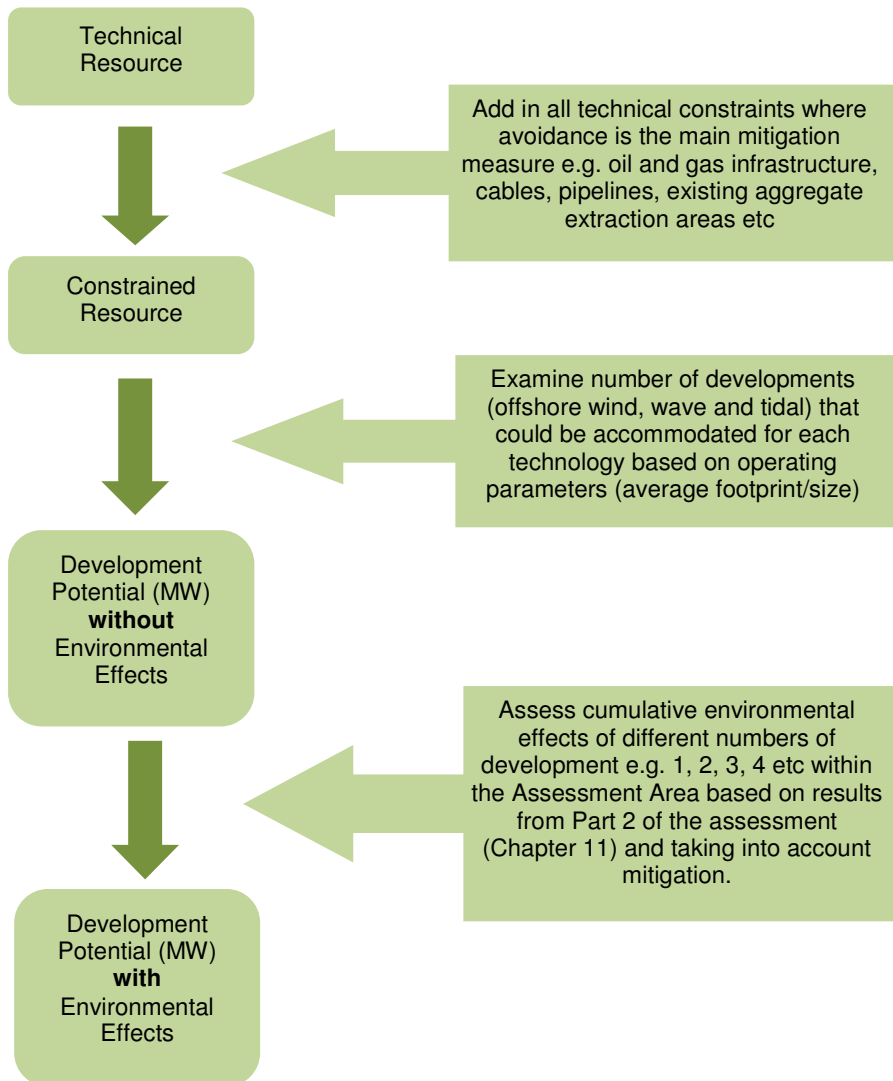 Technical
Resource
Add in all technical constraints where
avoidance is the main mitigation
measure e.g. oil and gas infrastructure,
cables, pipelines, existing aggregate
extraction areas etc
Constrained
Resource
Examine number of developments
(offshore wind, wave and tidal) that
could be accommodated for each
technology based on operating
parameters (average footprint/size)
Development
Potential (MW)
without
Environmental
Effects
Assess cumulative environmental
effects of different numbers of
development e.g. 1, 2, 3, 4 etc within
the Assessment Area based on results
from Part 2 of the assessment
(Chapter 11) and taking into account
mitigation.
Development
Potential (MW)
with
Environmental
Effects